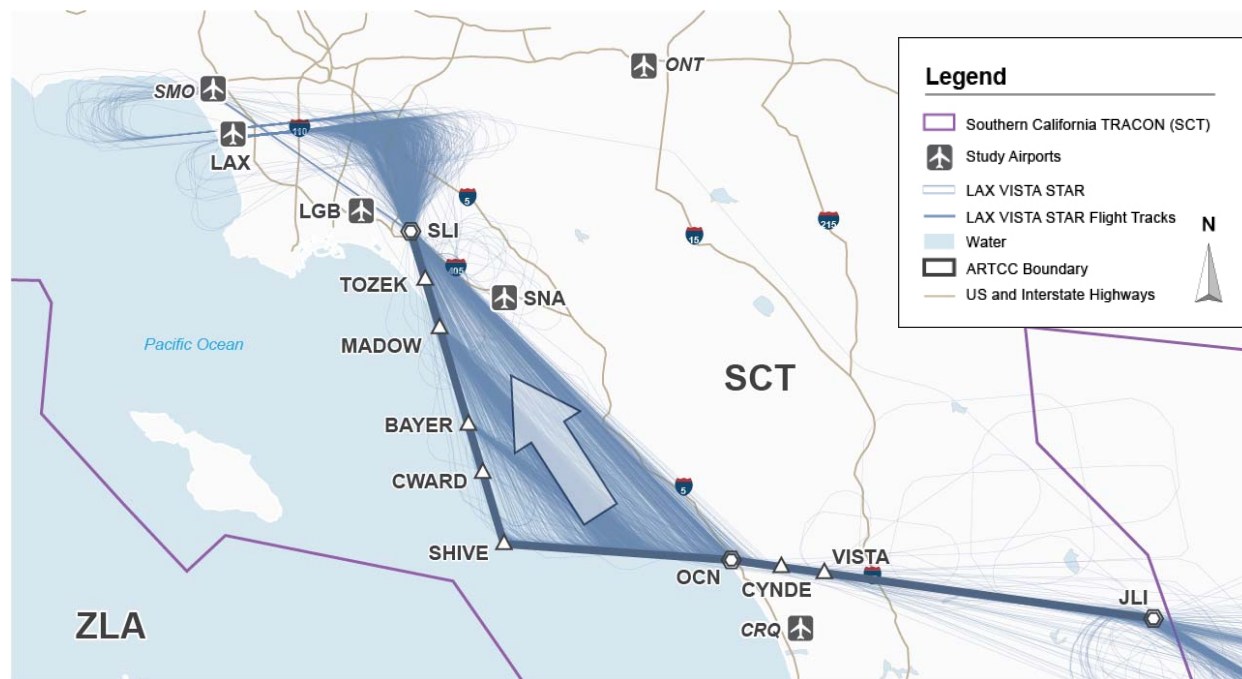 SMO
ONT
110
LAX
LGB
5
SLI
15
215
405
TOZEK
SNA
MADOW
Pacific Ocean
SCT
BAYER
CWARD
5
SHIVE
OCN
CYNDE
VISTA
JLI
CRQ
ZLA
Legend
Southern California TRACON (SCT)
Study Airports
LAX VISTA STAR
LAX VISTA STAR Flight Tracks
Water
ARTCC Boundary
US and Interstate Highways
N